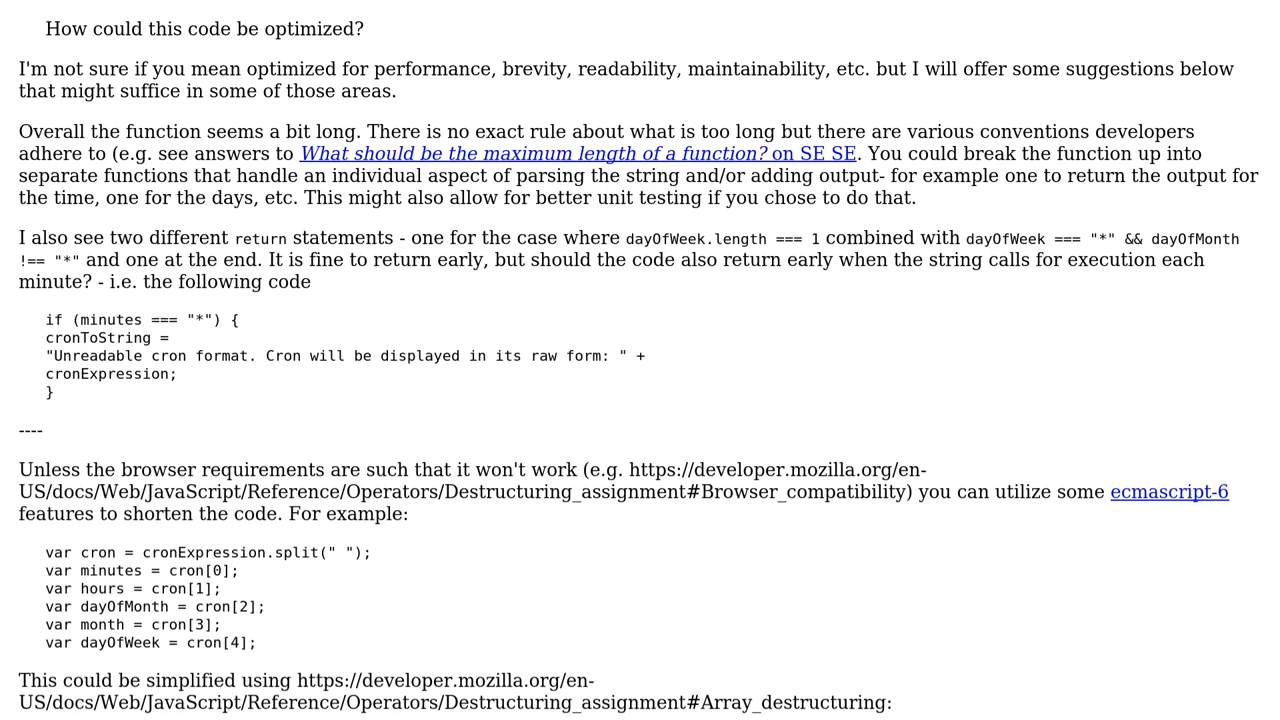 How could this code be optimized?
I'm not sure if you mean optimized for performance, brevity, readability, maintainability, etc. but I will offer some suggestions below
that might suffice in some of those areas.
Overall the function seems a bit long. There is no exact rule about what is too long but there are various conventions developers
adhere to (e.g. see answers to What should be the maximum length of a function? on SE SE. You could break the function up into
separate functions that handle an individual aspect of parsing the string and/or adding output- for example one to return the output for
the time, one for the days, etc. This might also allow for better unit testing if you chose to do that.
I also see two different return statements - one for the case where dayOfWeek.length === 1 combined with dayOfWeek === "*" && dayOfMonth
!== "*" and one at the end. It is fine to return early, but should the code also return early when the string calls for execution each
minute? - i.e. the following code
if (minutes === "*") {
cronToString =
"Unreadable cron format. Cron will be displayed in its raw form: " +
cronExpression;
}
----
Unless the browser requirements are such that it won't work (e.g. https://developer.mozilla.org/en-
US/docs/Web/JavaScript/Reference/Operators/Destructuring_assignment#Browser_compatibility) you can utilize some ecmascript-6
features to shorten the code. For example:
var cron = cronExpression.split(" ");
var minutes = cron[0];
var hours = cron[1];
var dayOfMonth = cron[2];
var month = cron[3];
var dayOfWeek = cron[4];
This could be simplified using https://developer.mozilla.org/en-
US/docs/Web/JavaScript/Reference/Operators/Destructuring_assignment#Array_destructuring: